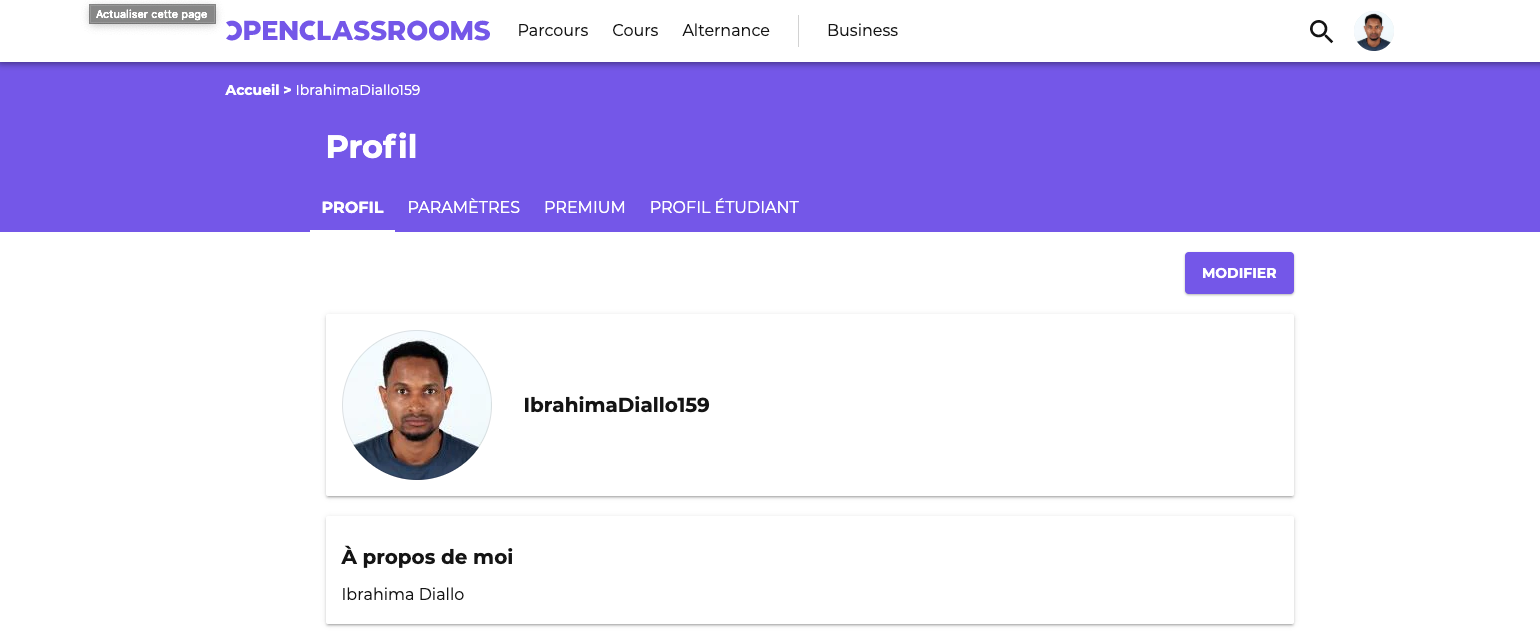 Actualiser cette page
OPENCLASSROOMS Parcours Cours Alternance Business
Accueil > IbrahimaDiallo159
Profil
PROFIL PARAMÈTRES PREMIUM PROFIL ÉTUDIANT
MODIFIER
IbrahimaDiallo159
À propos de moi
Ibrahima Diallo